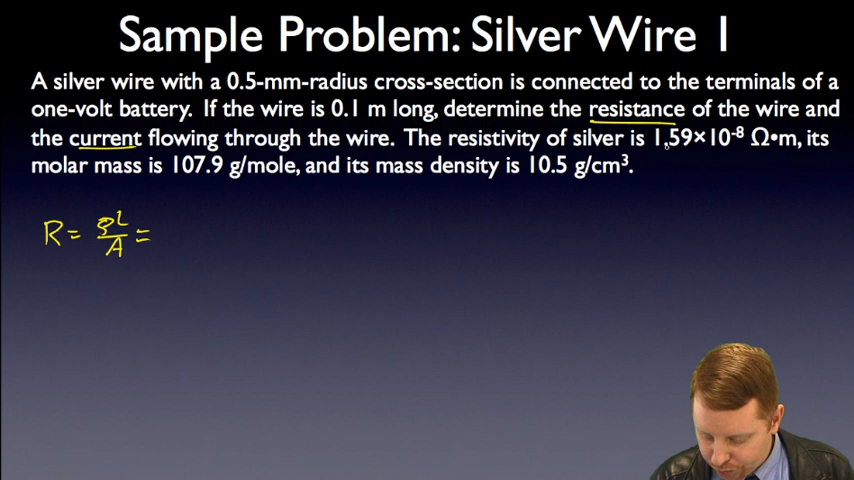 Sample Problem: Silver Wire 1
A silver wire with a 0.5-mm-radius cross-section is connected to the terminals of a
one-volt battery. If the wire is 0.1 m long, determine the resistance of the wire and
the current flowing through the wire. The resistivity of silver is 1.59×10⁻⁸ Ω•m, its
molar mass is 107.9 g/mole, and its mass density is 10.5 g/cm³.
R = ρL/A =